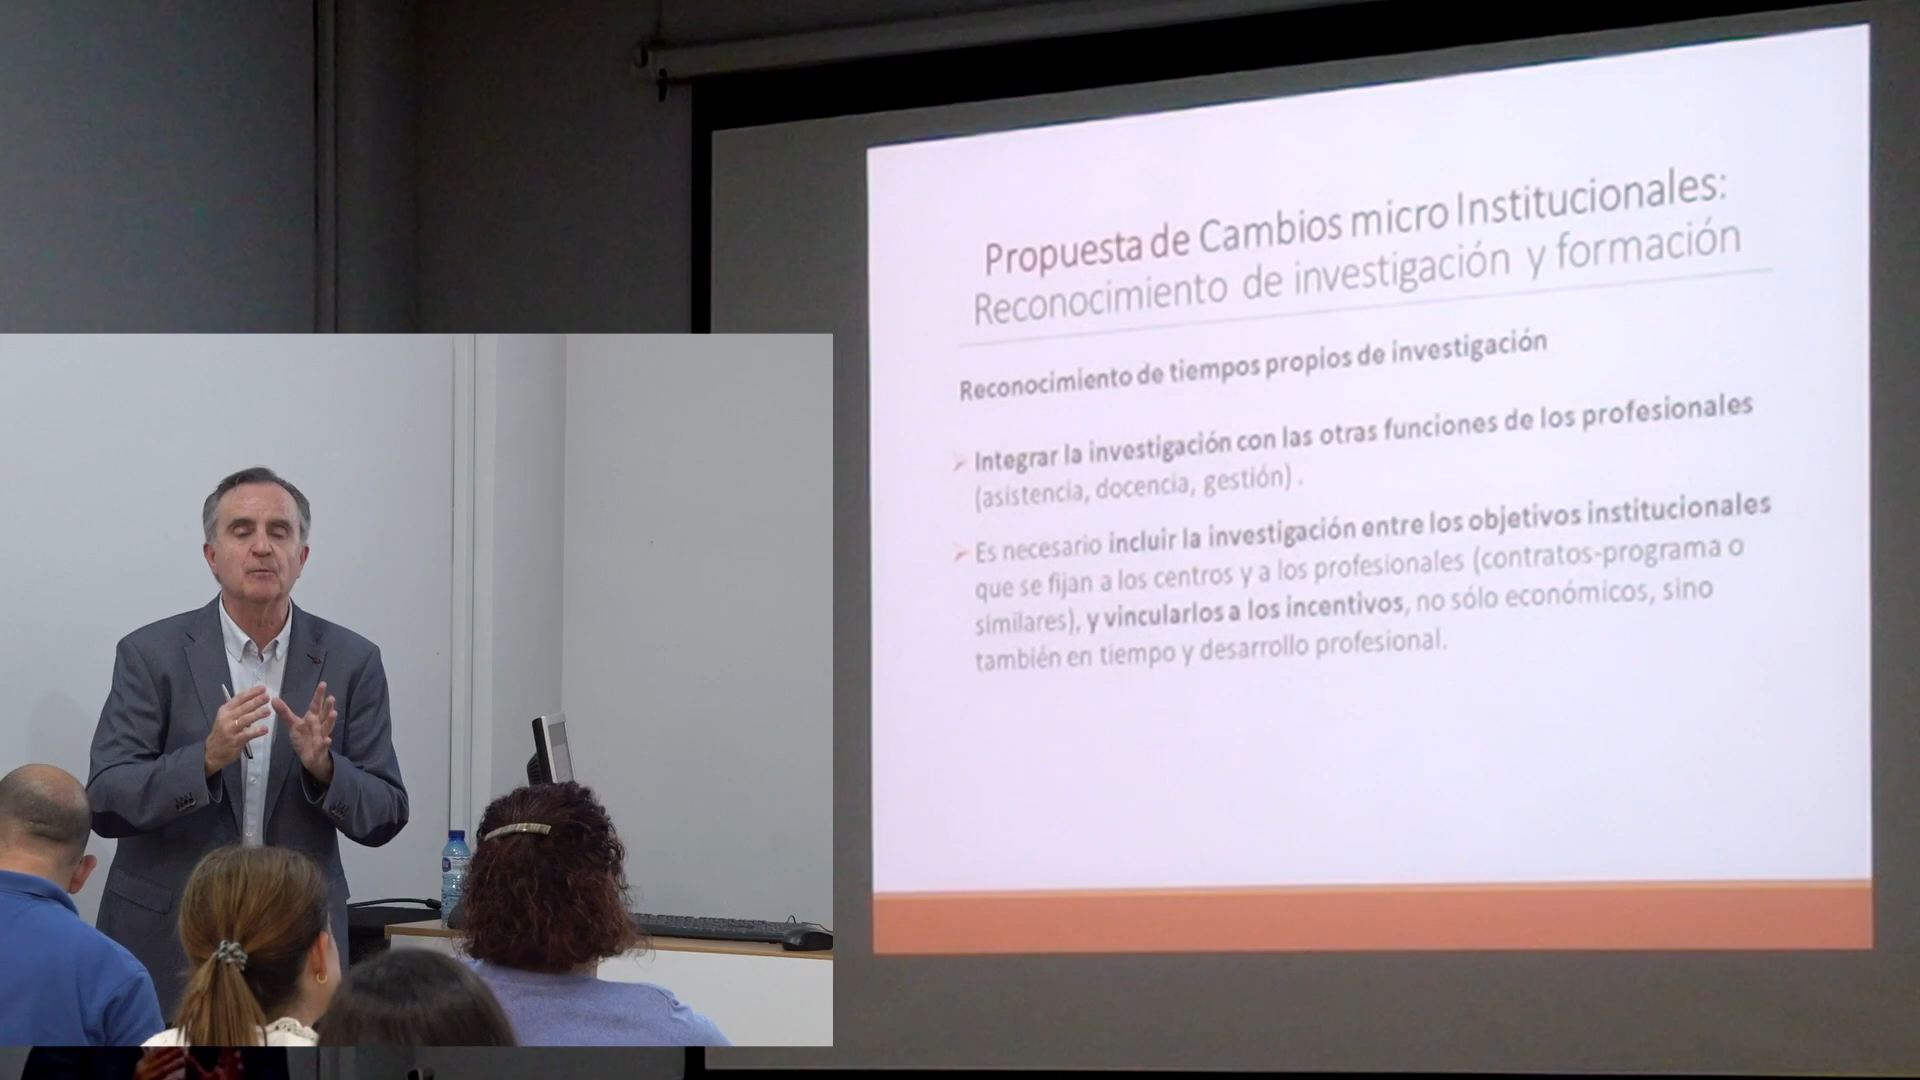 Propuesta de Cambios micro Institucionales:
Reconocimiento de investigación y formación
Reconocimiento de tiempos propios de investigación
Integrar la investigación con las otras funciones de los profesionales
(asistencia, docencia, gestión) .
Es necesario incluir la investigación entre los objetivos institucionales
que se fijan a los centros y a los profesionales (contratos-programa o
similares), y vincularlos a los incentivos, no sólo económicos, sino
también en tiempo y desarrollo profesional.